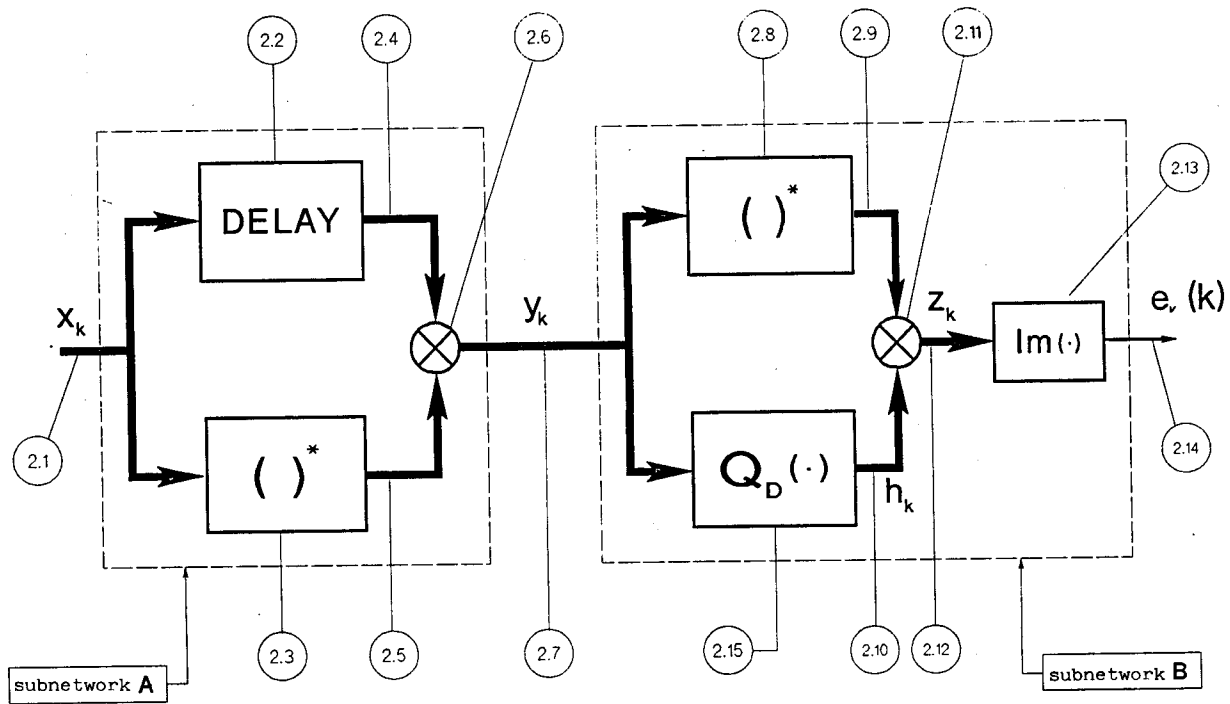 2.2
2.4
2.6
2.8
2.9
2.11
2.13
DELAY
( )*
x_k
y_k
z_k
Im(·)
e_v(k)
( )*
Q_D(·)
h_k
2.1
2.14
2.3
2.5
2.7
2.15
2.10
2.12
subnetwork A
subnetwork B